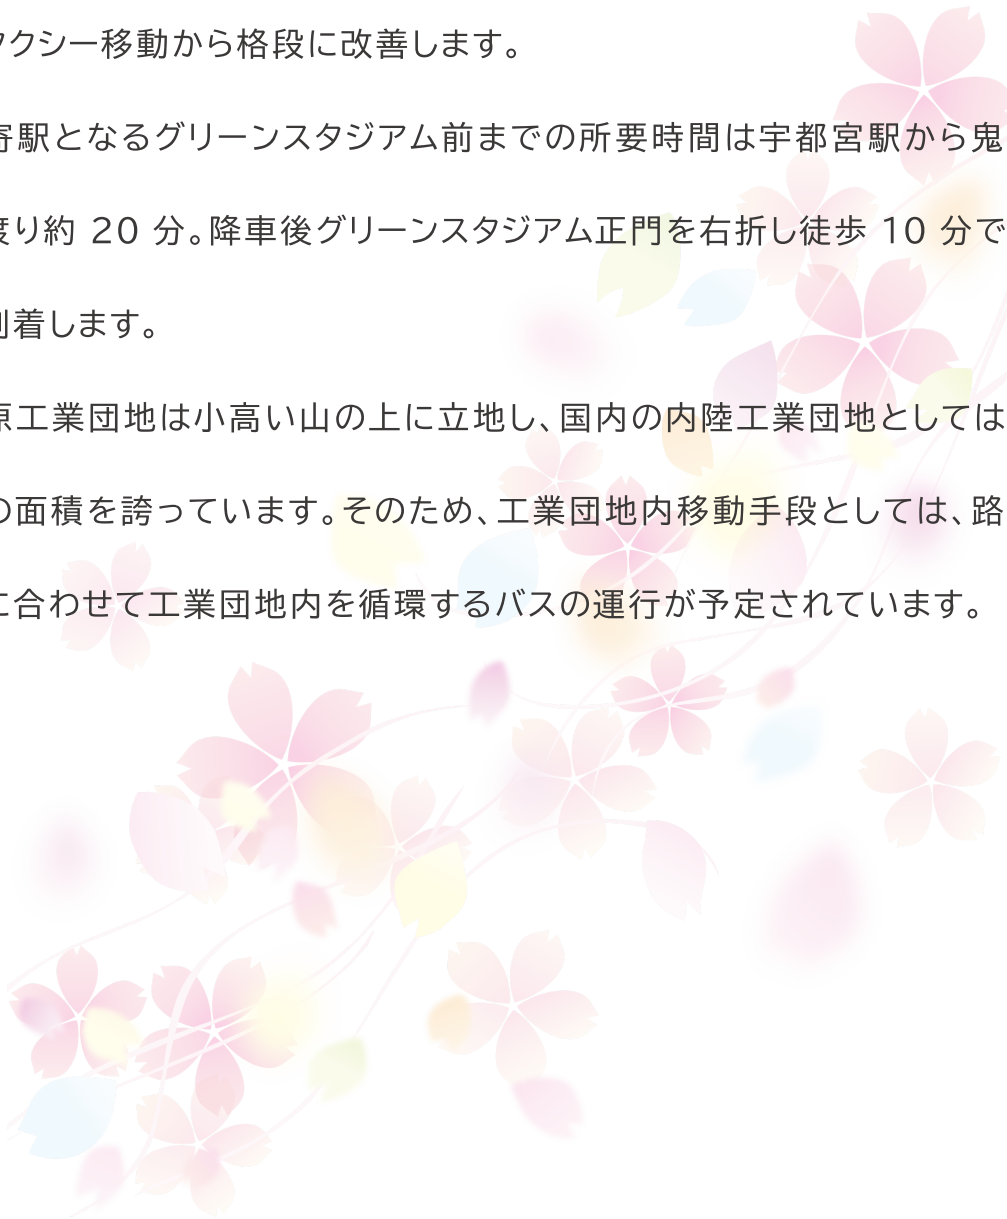 タクシー移動から格段に改善します。
寄駅となるグリーンスタジアム前までの所要時間は宇都宮駅から鬼
渡り約 20 分。降車後グリーンスタジアム正門を右折し徒歩 10 分で
到着します。
原工業団地は小高い山の上に立地し、国内の内陸工業団地としては
の面積を誇っています。そのため、工業団地内移動手段としては、路
に合わせて工業団地内を循環するバスの運行が予定されています。